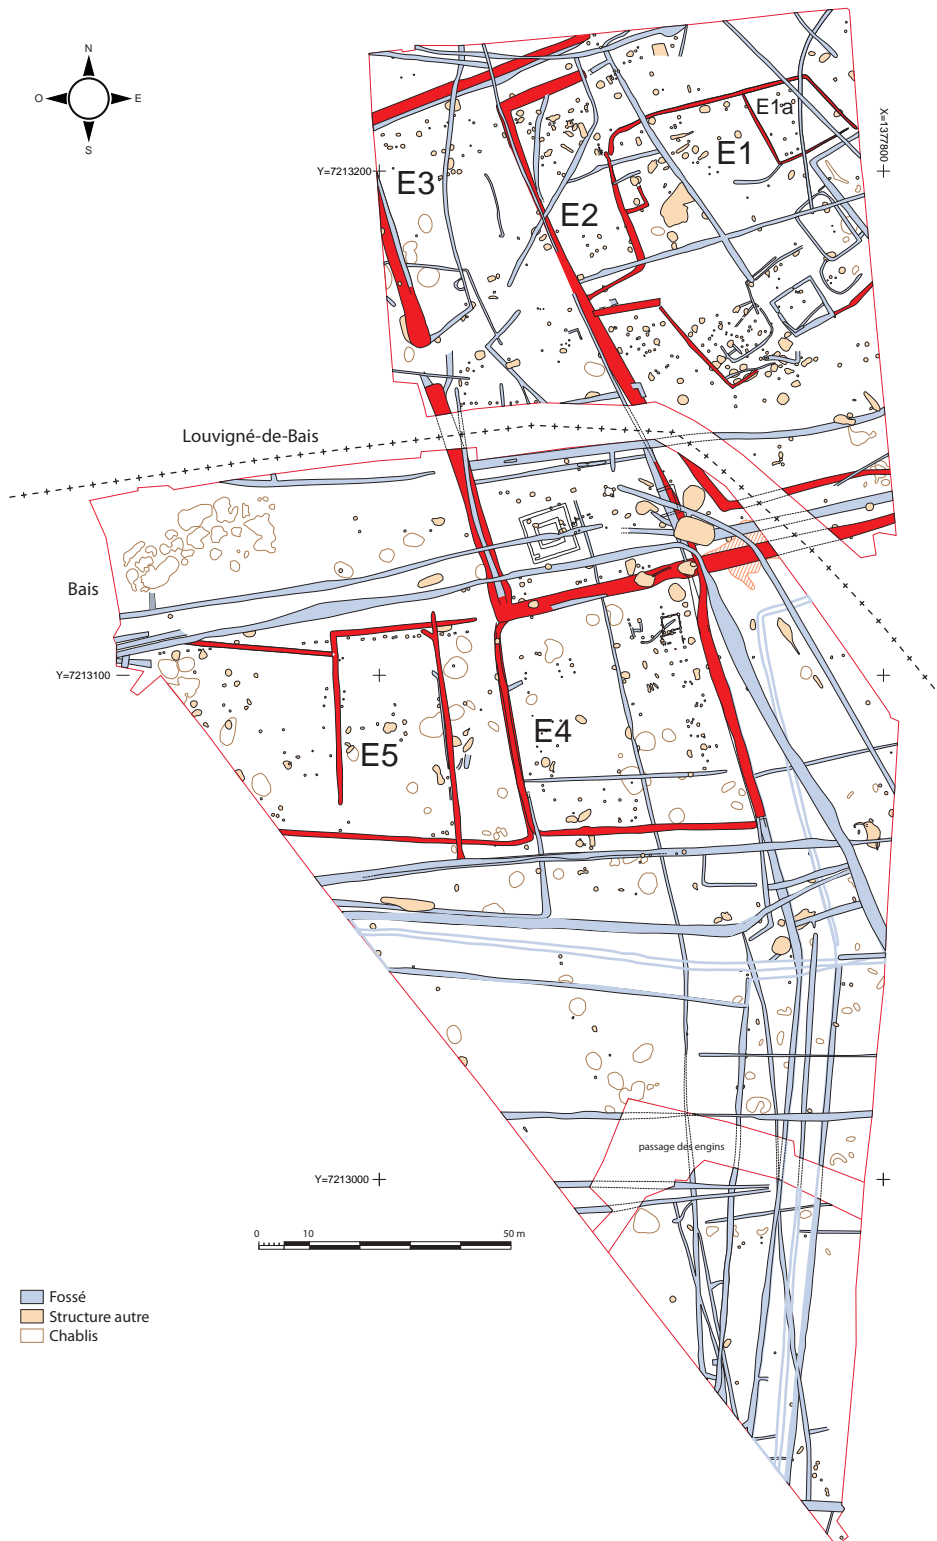 N
O
E
S
E1a
X=1377800
E1
Y=7213200
E3
E2
Louvigné-de-Bais
Bais
Y=7213100
E4
E5
passage des engins
Y=7213000
0 10 50 m
Fossé
Structure autre
Chablis